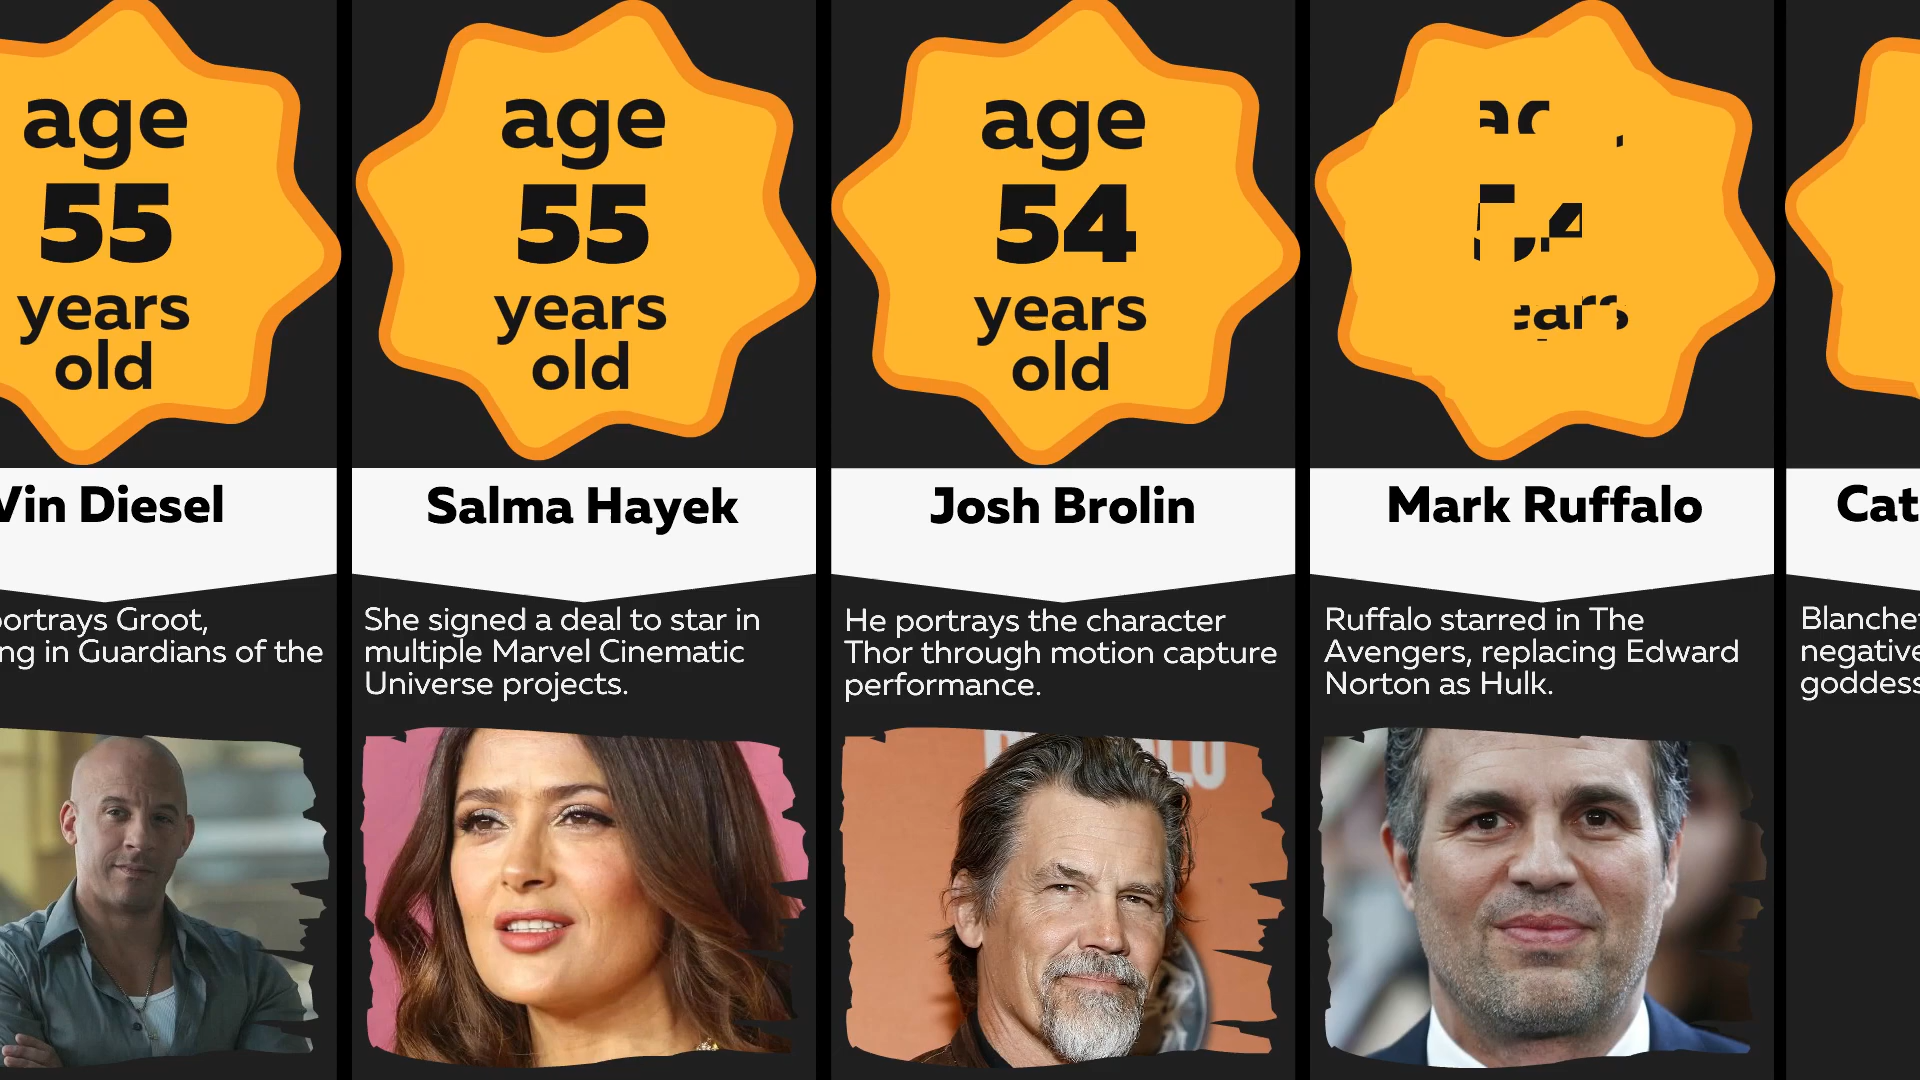 age
55
years
old
Vin Diesel
portrays Groot,
ng in Guardians of the
age
55
years
old
Salma Hayek
She signed a deal to star in
multiple Marvel Cinematic
Universe projects.
age
54
years
old
Josh Brolin
He portrays the character
Thor through motion capture
performance.
Mark Ruffalo
Ruffalo starred in The
Avengers, replacing Edward
Norton as Hulk.
Cat
Blanche
negative
goddess